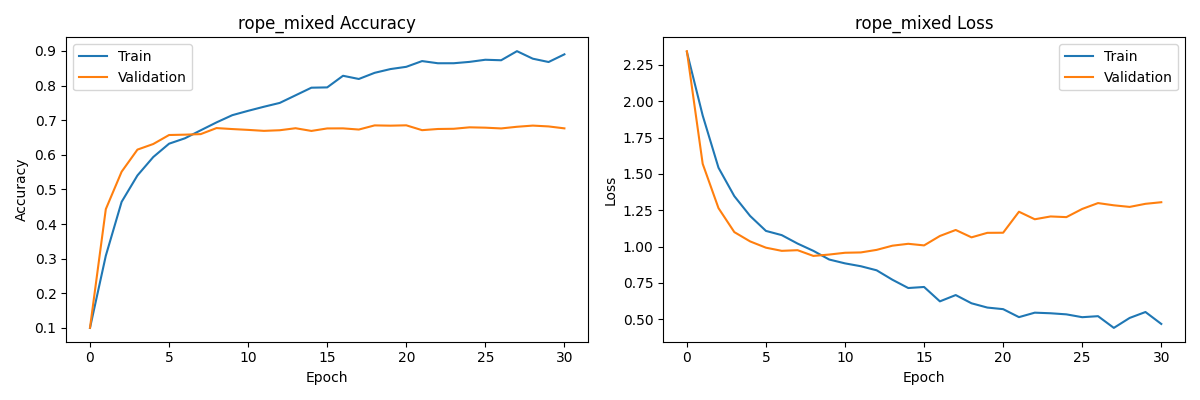 rope_mixed Accuracy
Train
Validation
0.9
0.8
0.7
0.6
0.5
0.4
0.3
0.2
0.1
Accuracy
0 5 10 15 20 25 30
Epoch
rope_mixed Loss
Train
Validation
2.25
2.00
1.75
1.50
1.25
1.00
0.75
0.50
Loss
0 5 10 15 20 25 30
Epoch